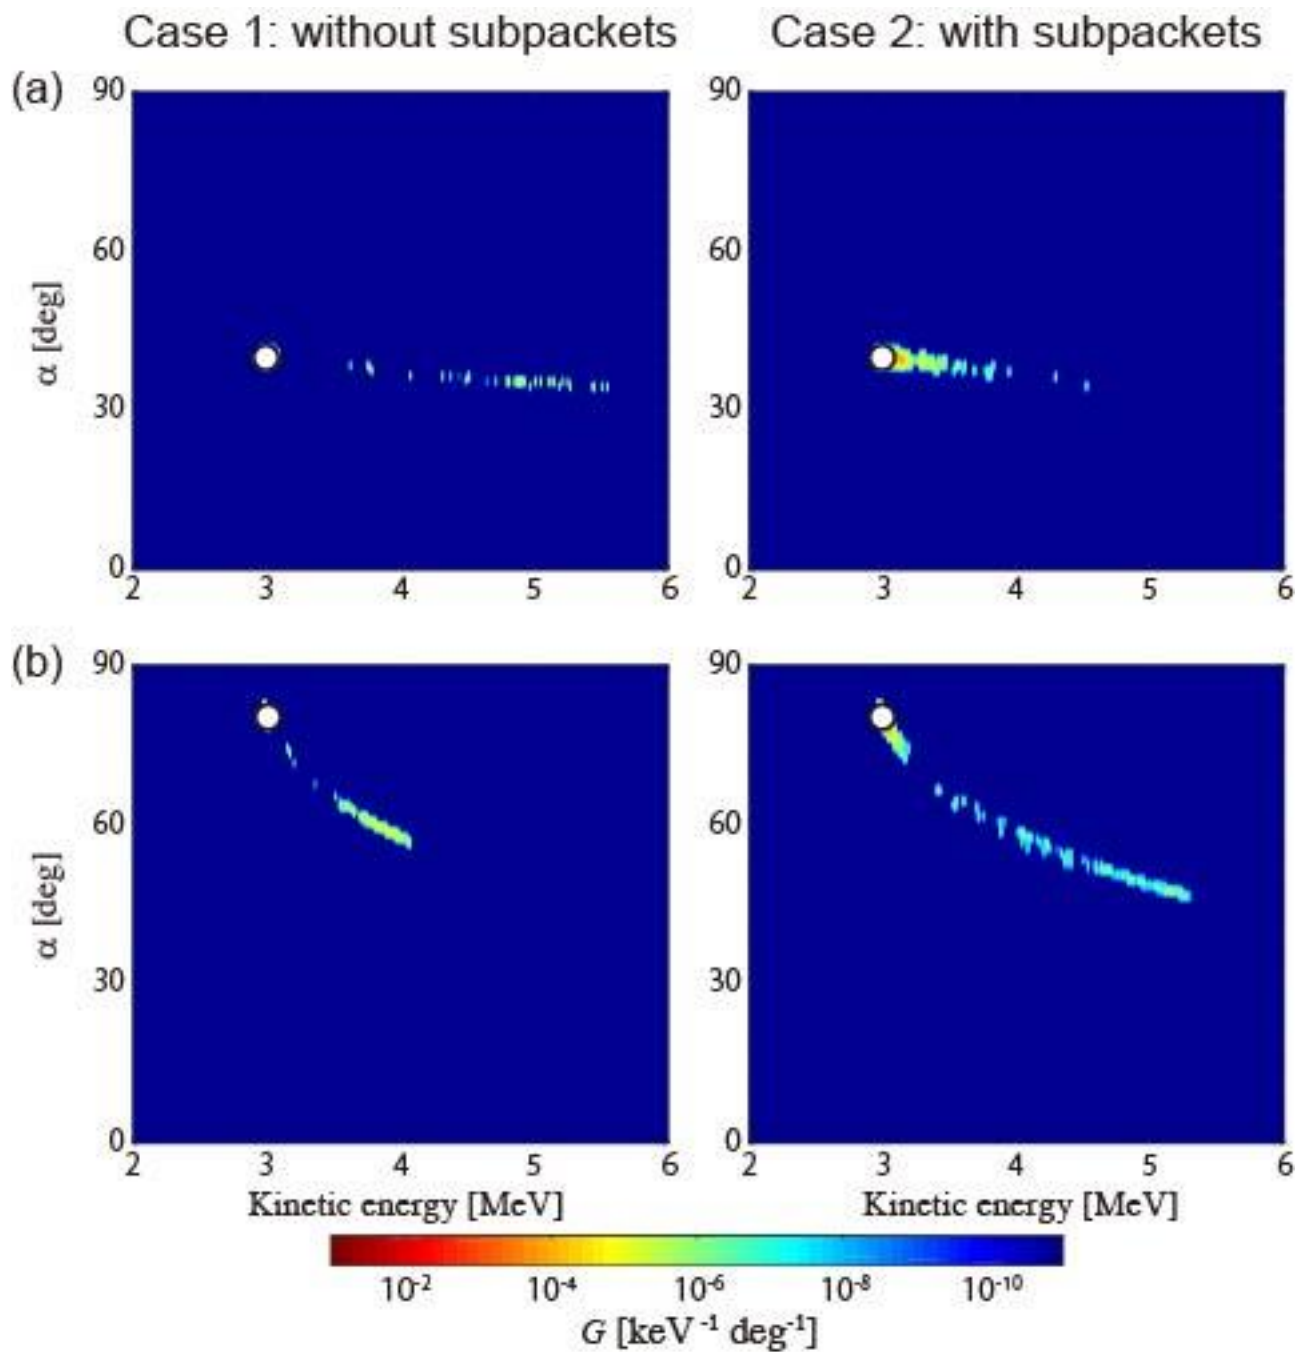 Case 1: without subpackets Case 2: with subpackets
(a)
90 90
60 60
α [deg]
30 30
0 0
2 3 4 5 6 2 3 4 5 6
(b)
90 90
60 60
α [deg]
30 30
0 0
2 3 4 5 6 2 3 4 5 6
Kinetic energy [MeV] Kinetic energy [MeV]
10⁻² 10⁻⁴ 10⁻⁶ 10⁻⁸ 10⁻¹⁰
G [keV⁻¹ deg⁻¹]